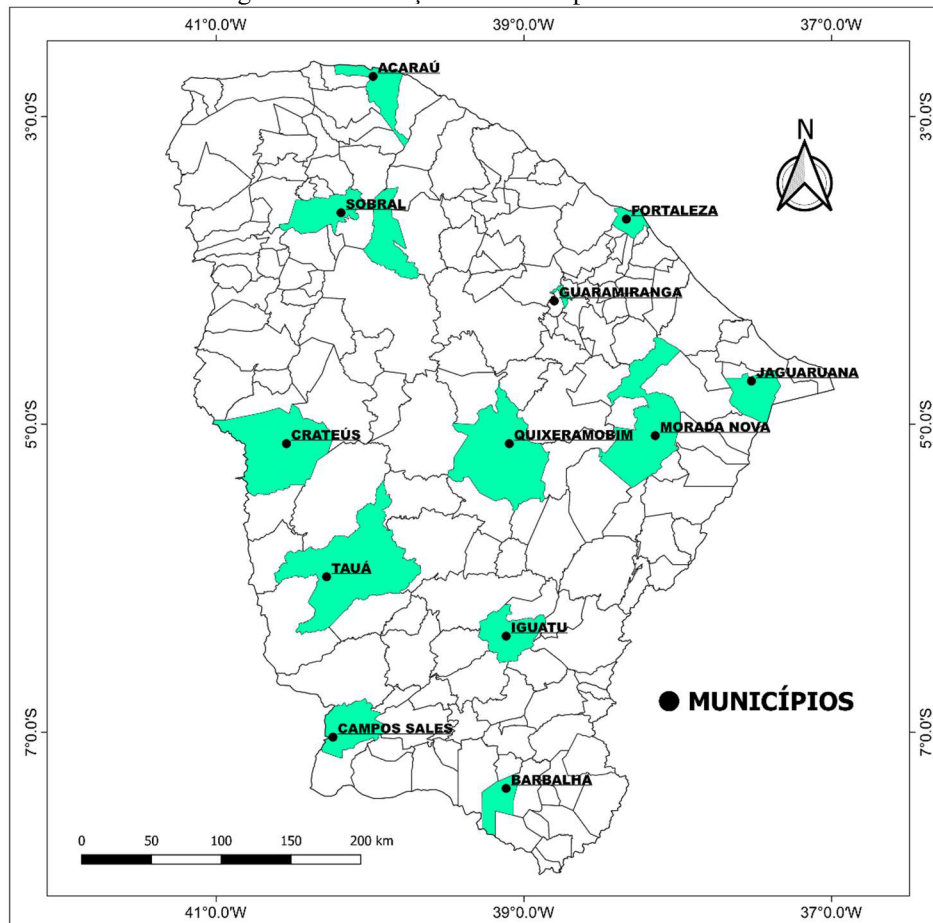 41°0.0'W 39°0.0'W 37°0.0'W
N
3°0.0'S 3°0.0'S
ACARAÚ
SOBRAL
FORTALEZA
GUARAMIRANGA
JAGUARUANA
5°0.0'S 5°0.0'S
CRATEÚS
QUIXERAMOBIM
MORADA NOVA
TAUÁ
IGUATU
MUNICÍPIOS
7°0.0'S 7°0.0'S
CAMPOS SALES
BARBALHA
0 50 100 150 200 km
41°0.0'W 39°0.0'W 37°0.0'W